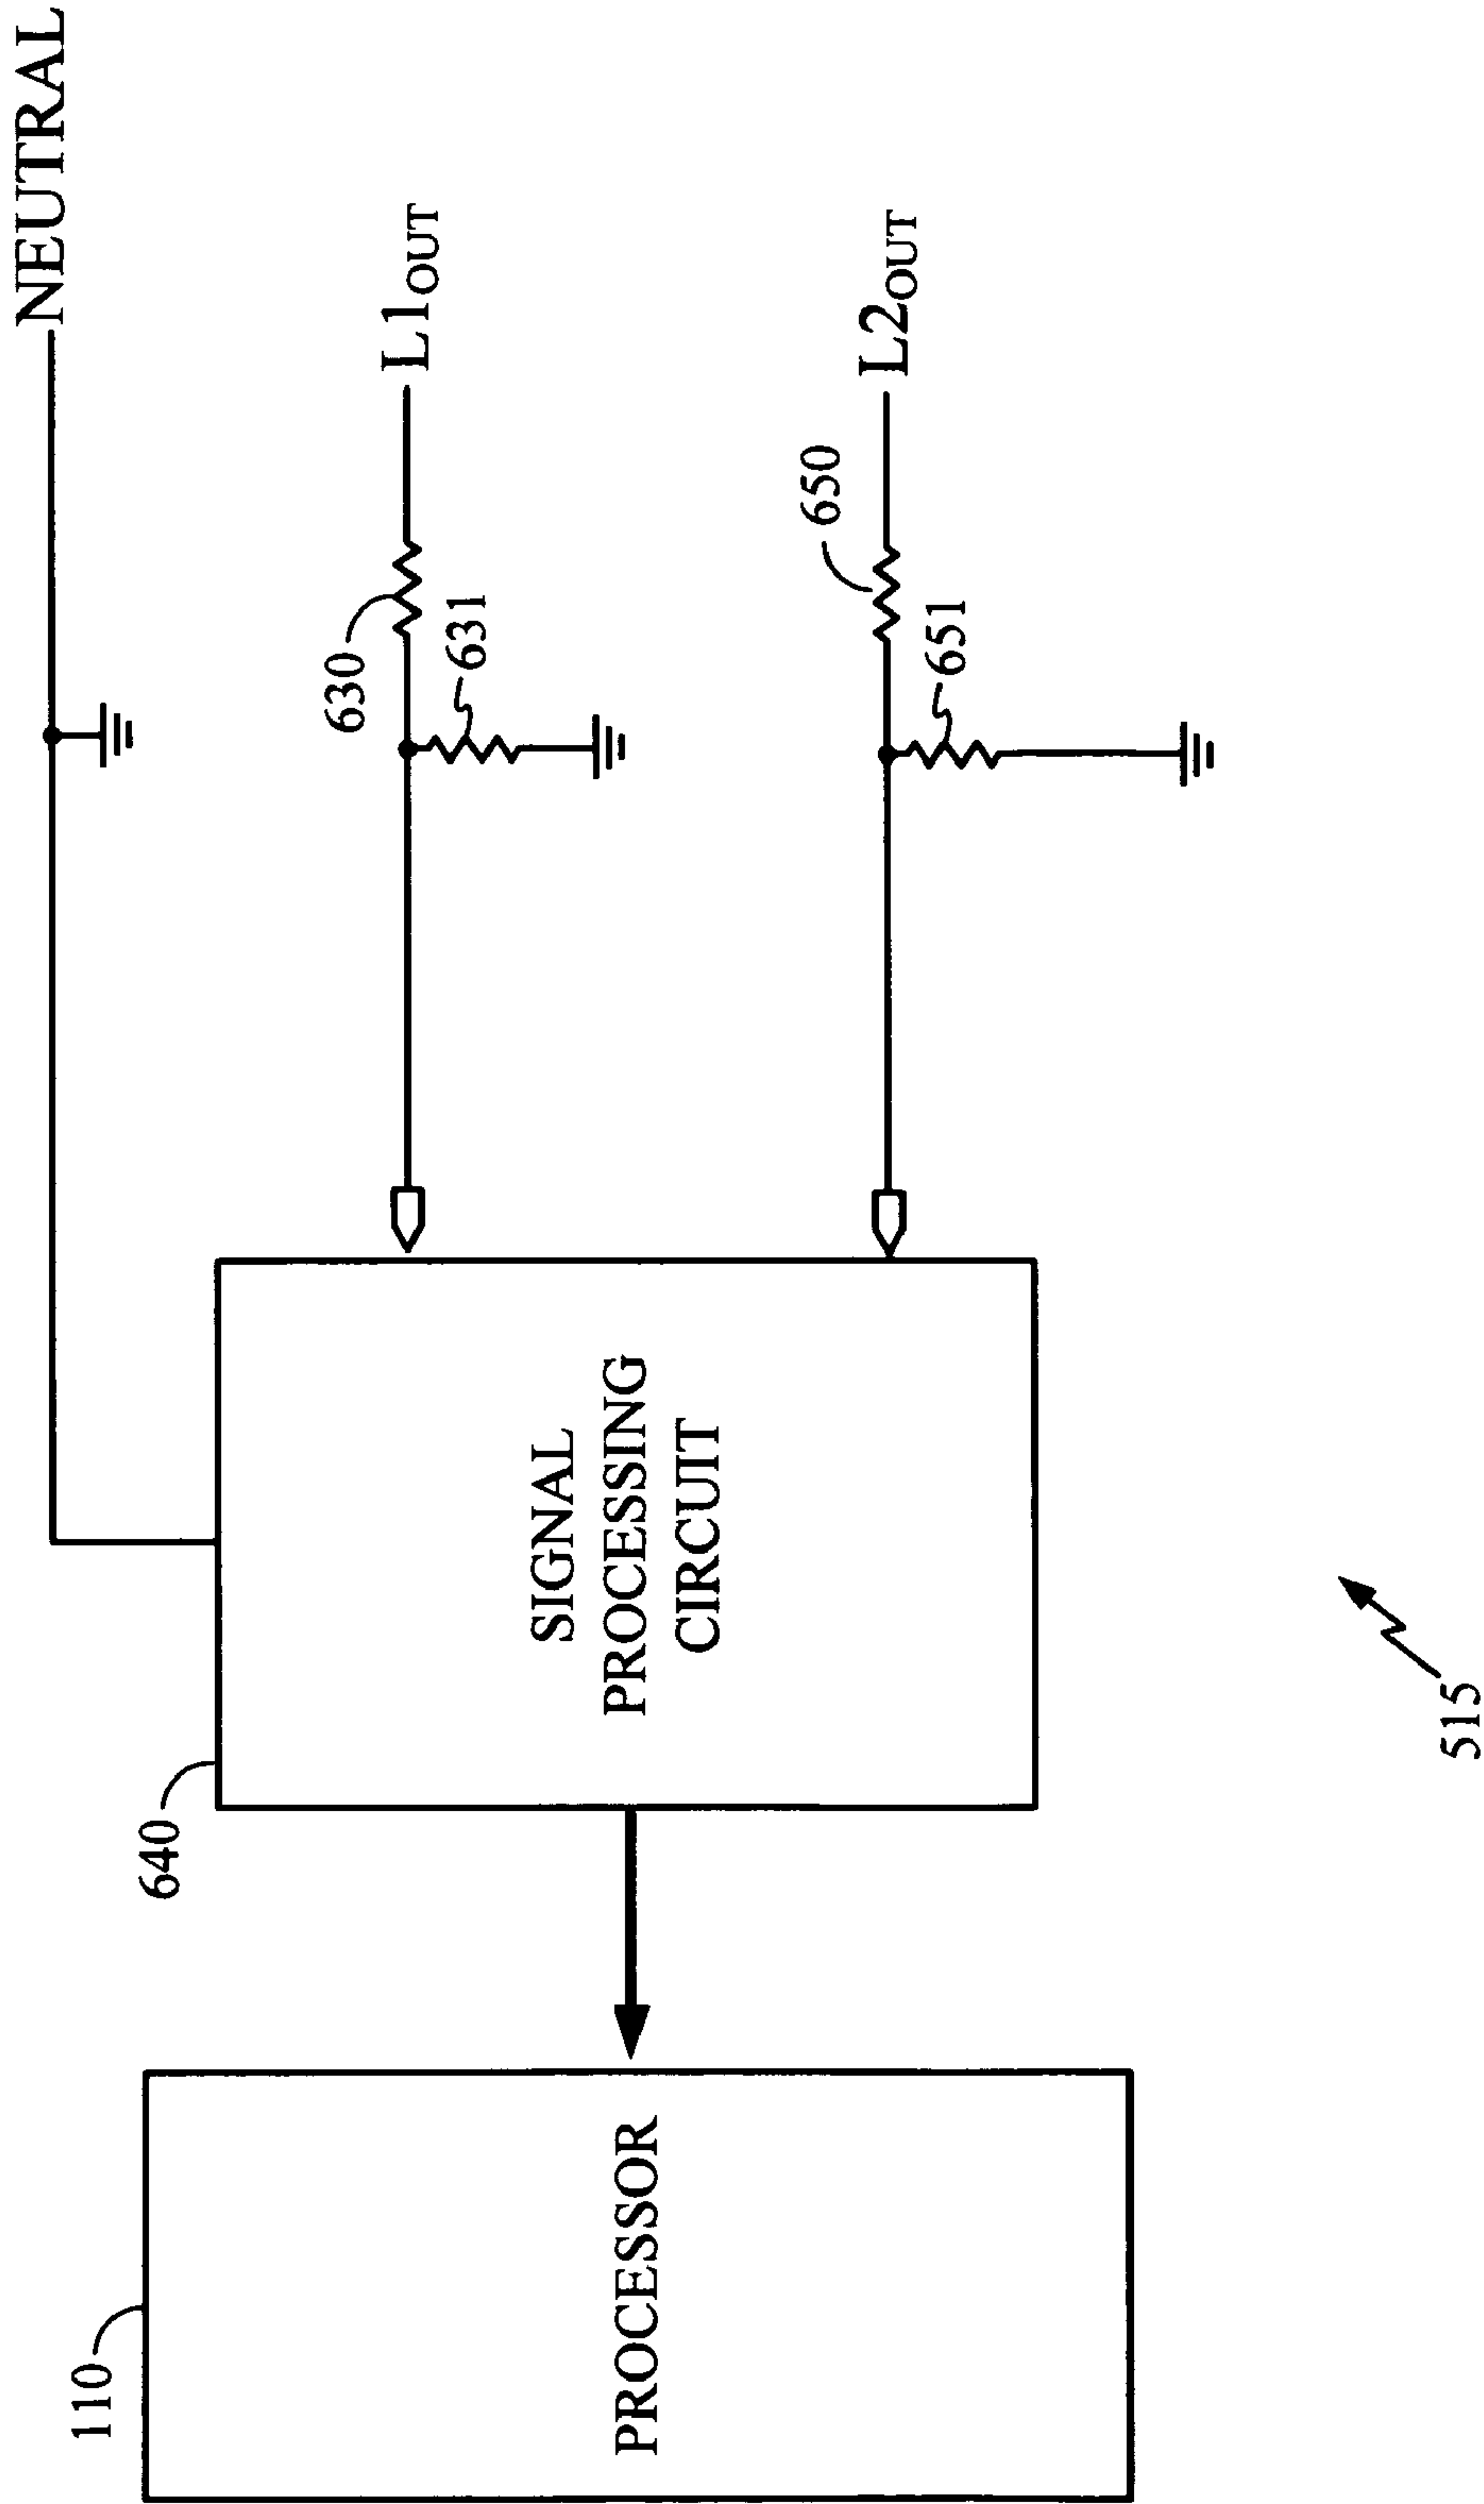 NEUTRAL
L1OUT
630
631
L2OUT
650
651
640
SIGNAL
PROCESSING
CIRCUIT
110
PROCESSOR
515